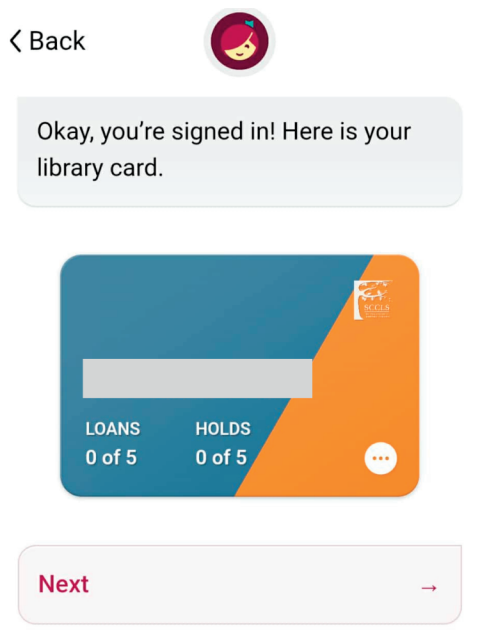 Back
Okay, you’re signed in! Here is your
library card.
SCCLS
LOANS
HOLDS
0 of 5
0 of 5
Next